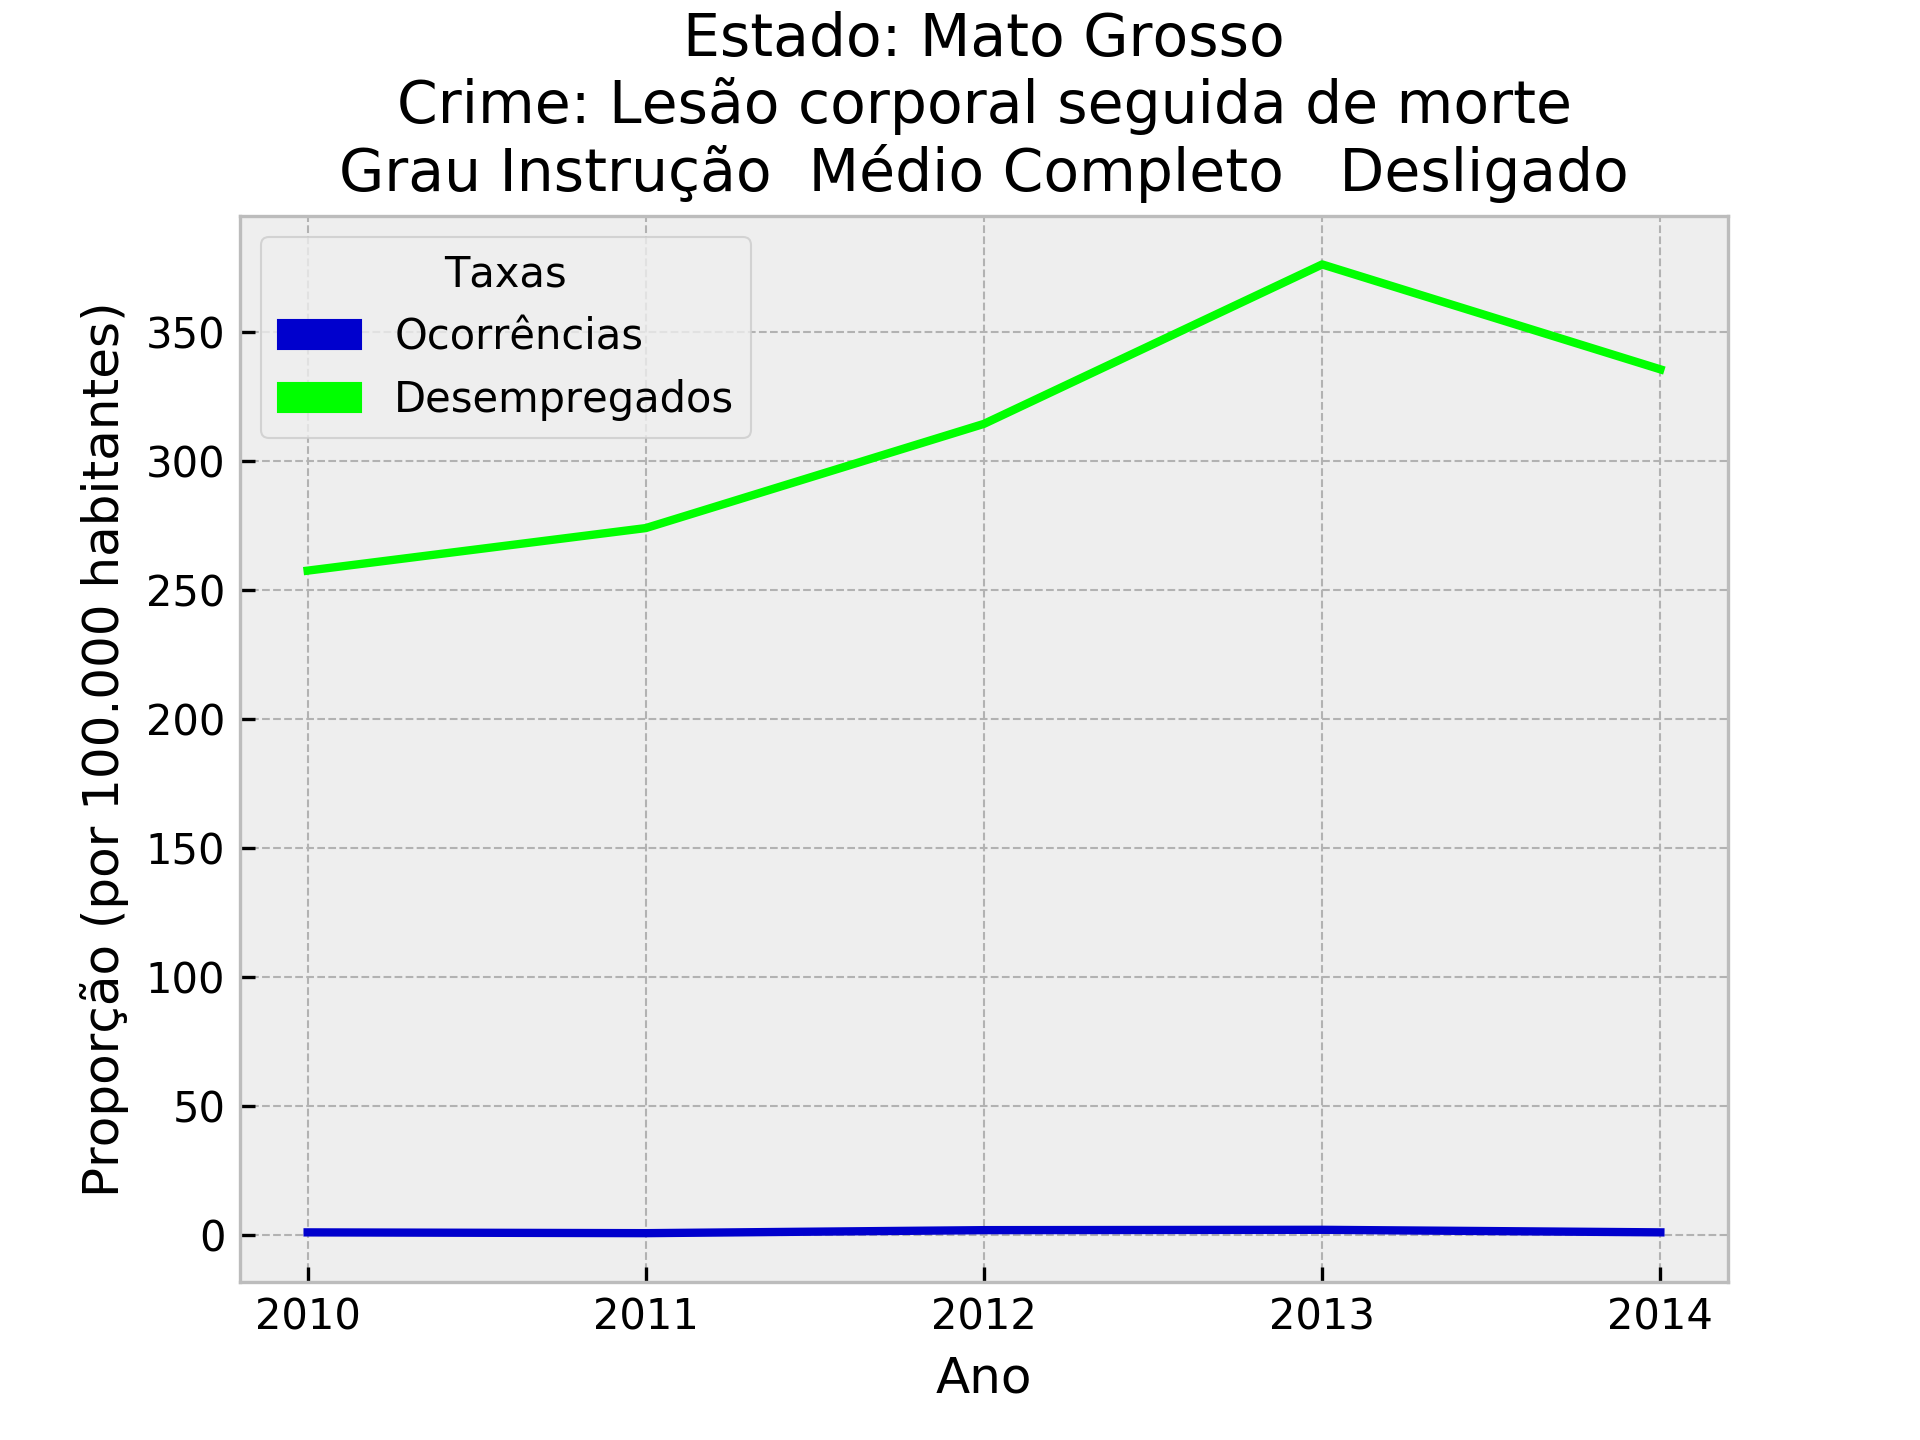 Estado: Mato Grosso
Crime: Lesão corporal seguida de morte
Grau Instrução  Médio Completo   Desligado
Taxas
Ocorrências
Desempregados
Proporção (por 100.000 habitantes)
350
300
250
200
150
100
50
0
2010
2011
2012
2013
2014
Ano